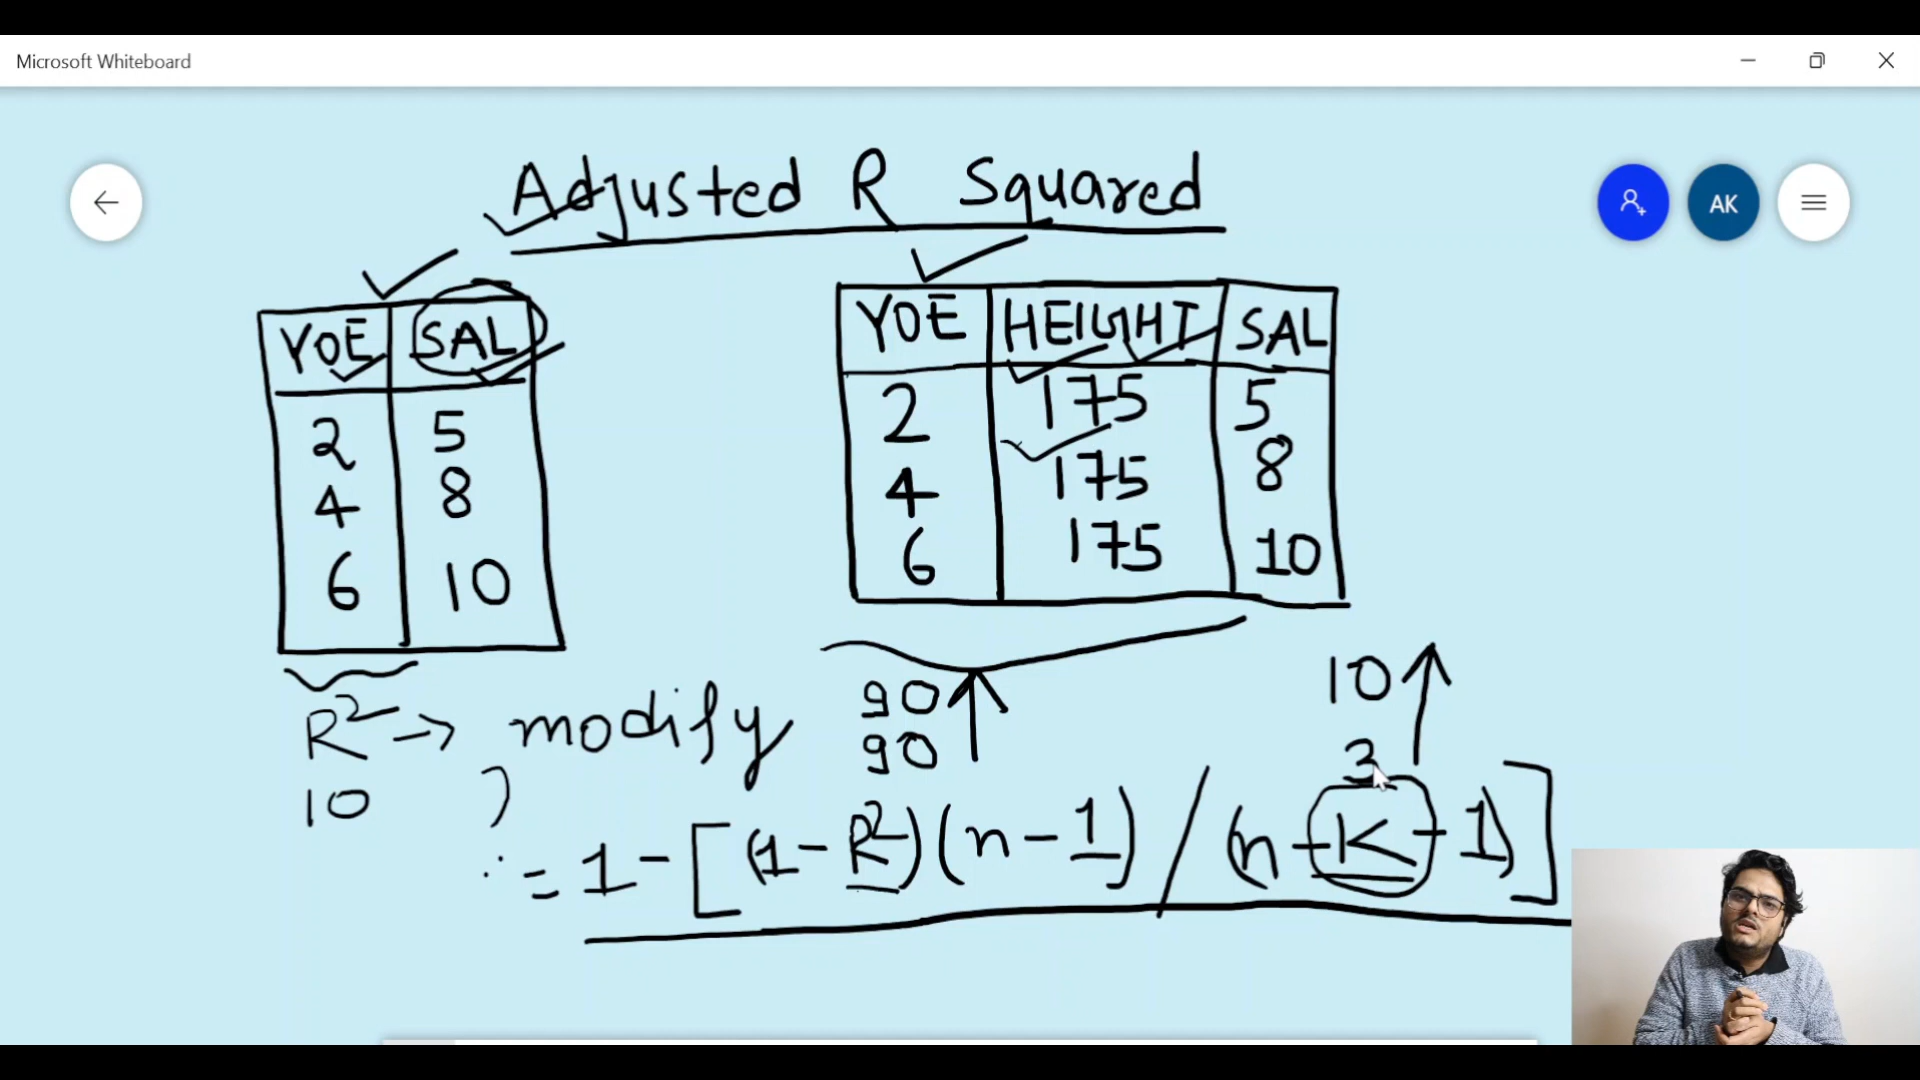 Microsoft Whiteboard
Adjusted R Squared
AK
YOE SAL
2 5
4 8
6 10
YOE HEIGHT SAL
2 175 5
4 175 8
6 175 10
R² → modify
10
90
90
10
3
∴ = 1 - [(1 - R²)(n - 1) / (n - K - 1)]